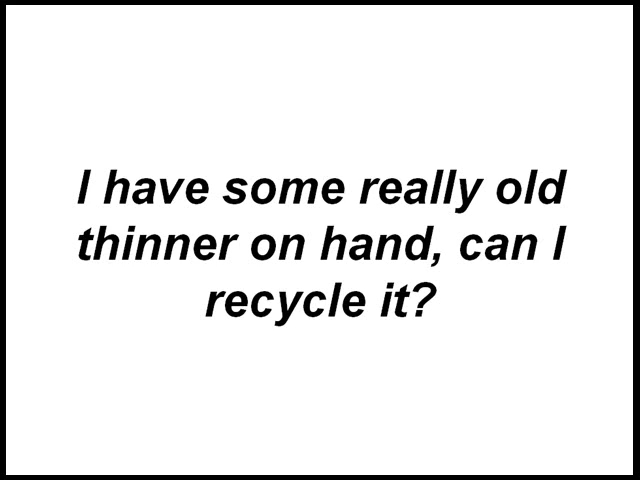 I have some really old
thinner on hand, can I
recycle it?